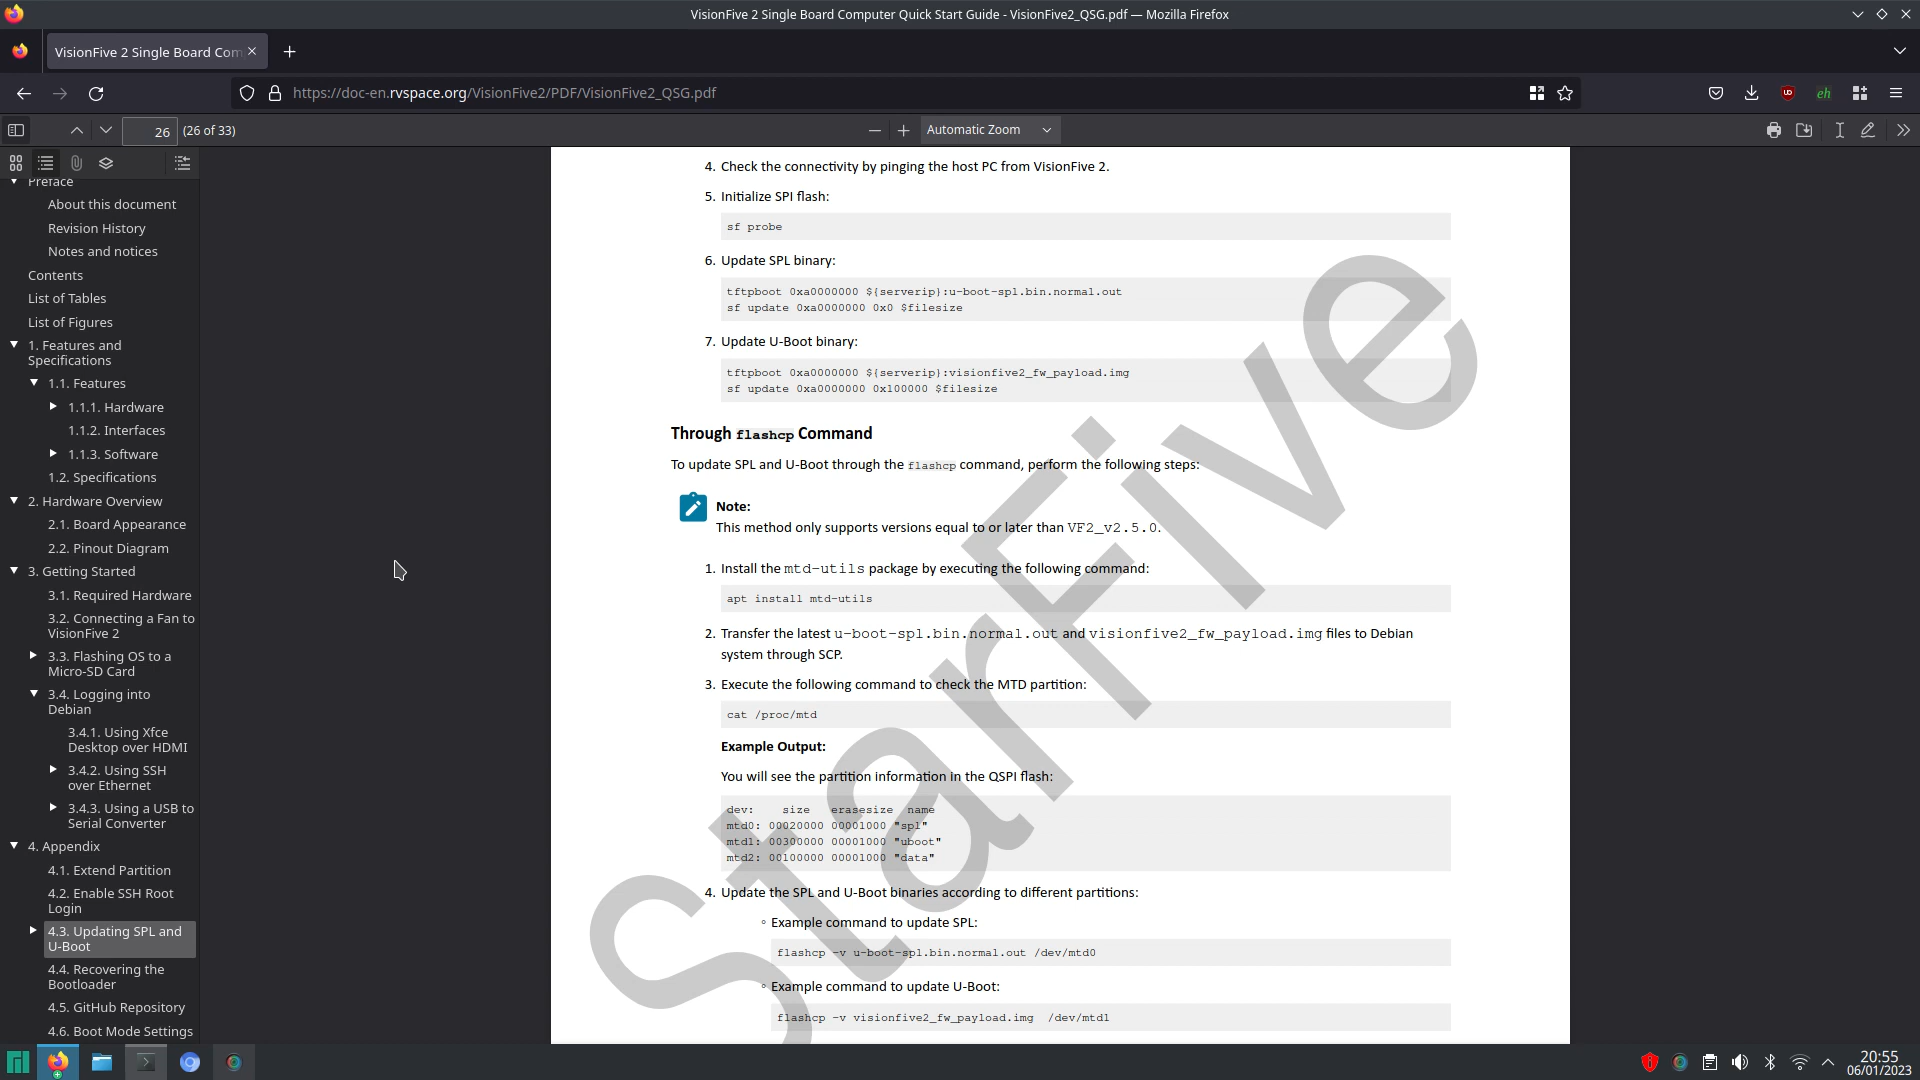 VisionFive 2 Single Board Computer Quick Start Guide - VisionFive2_QSG.pdf — Mozilla Firefox
VisionFive 2 Single Board Com
https://doc-en.rvspace.org/VisionFive2/PDF/VisionFive2_QSG.pdf
UD
eh
26
(26 of 33)
Automatic Zoom
Preface
About this document
Revision History
Notes and notices
Contents
List of Tables
List of Figures
1. Features and
Specifications
1.1. Features
1.1.1. Hardware
1.1.2. Interfaces
1.1.3. Software
1.2. Specifications
2. Hardware Overview
2.1. Board Appearance
2.2. Pinout Diagram
3. Getting Started
3.1. Required Hardware
3.2. Connecting a Fan to
VisionFive 2
3.3. Flashing OS to a
Micro-SD Card
3.4. Logging into
Debian
3.4.1. Using Xfce
Desktop over HDMI
3.4.2. Using SSH
over Ethernet
3.4.3. Using a USB to
Serial Converter
4. Appendix
4.1. Extend Partition
4.2. Enable SSH Root
Login
4.3. Updating SPL and
U-Boot
4.4. Recovering the
Bootloader
4.5. GitHub Repository
4.6. Boot Mode Settings
4. Check the connectivity by pinging the host PC from VisionFive 2.
5. Initialize SPI flash:
sf probe
6. Update SPL binary:
tftpboot 0xa0000000 ${serverip}:u-boot-spl.bin.normal.out
sf update 0xa0000000 0x0 $filesize
7. Update U-Boot binary:
tftpboot 0xa0000000 ${serverip}:visionfive2_fw_payload.img
sf update 0xa0000000 0x100000 $filesize
Through flashcp Command
To update SPL and U-Boot through the flashcp command, perform the following steps:
Note:
This method only supports versions equal to or later than VF2_v2.5.0.
1. Install the mtd-utils package by executing the following command:
apt install mtd-utils
2. Transfer the latest u-boot-spl.bin.normal.out and visionfive2_fw_payload.img files to Debian
system through SCP.
3. Execute the following command to check the MTD partition:
cat /proc/mtd
Example Output:
You will see the partition information in the QSPI flash:
dev: size erasesize name
mtd0: 00020000 00001000 "spl"
mtd1: 00300000 00001000 "uboot"
mtd2: 00100000 00001000 "data"
4. Update the SPL and U-Boot binaries according to different partitions:
◦ Example command to update SPL:
flashcp -v u-boot-spl.bin.normal.out /dev/mtd0
◦ Example command to update U-Boot:
flashcp -v visionfive2_fw_payload.img /dev/mtd1
StarFive
20:55
06/01/2023